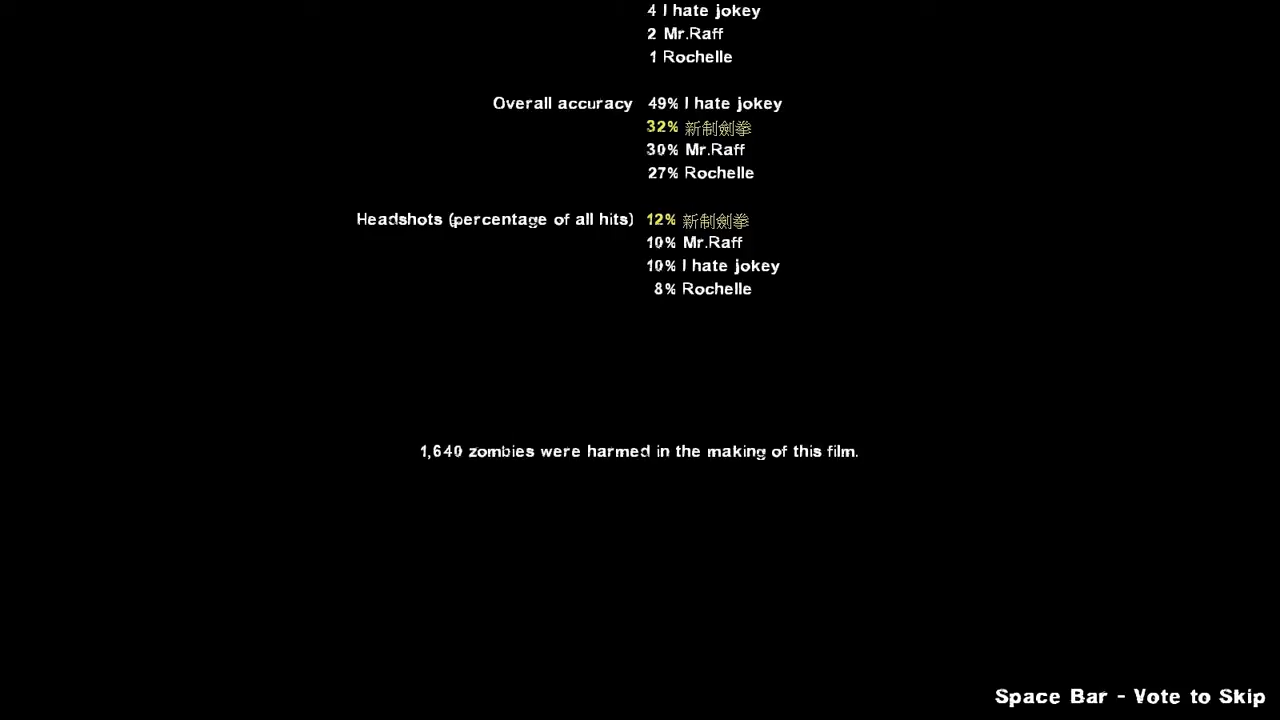 4 I hate jokey
2 Mr.Raff
1 Rochelle
Overall accuracy 49% I hate jokey
32% 新制劍拳
30% Mr.Raff
27% Rochelle
Headshots (percentage of all hits) 12% 新制劍拳
10% Mr.Raff
10% I hate jokey
8% Rochelle
1,640 zombies were harmed in the making of this film.
Space Bar - Vote to Skip